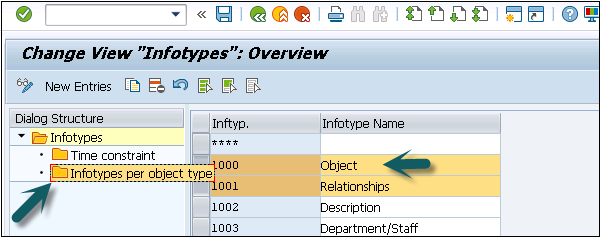 Change View "Infotypes": Overview
New Entries
Dialog Structure
Infotypes
Time constraint
Infotypes per object type
Inftyp. Infotype Name
****
1000 Object
1001 Relationships
1002 Description
1003 Department/Staff